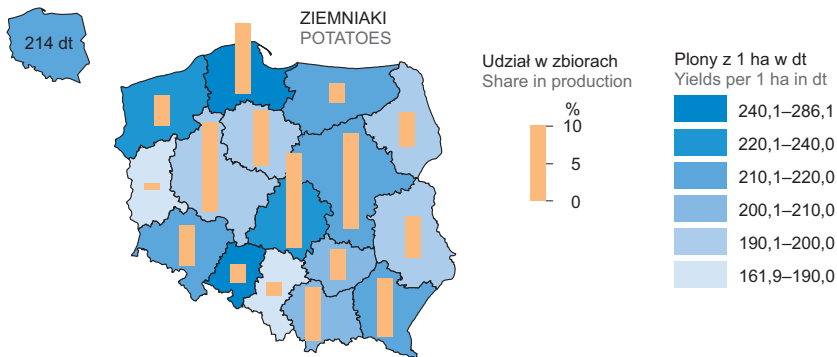 ZIEMNIAKI
POTATOES
214 dt
Udział w zbiorach
Share in production
%
10
5
0
Plony z 1 ha w dt
Yields per 1 ha in dt
240,1–286,1
220,1–240,0
210,1–220,0
200,1–210,0
190,1–200,0
161,9–190,0